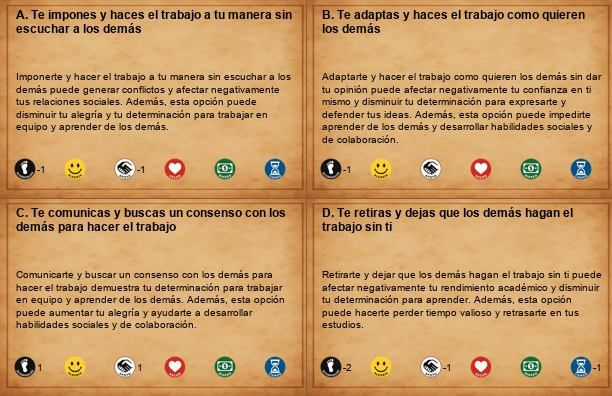 A. Te impones y haces el trabajo a tu manera sin
escuchar a los demás
Imponerte y hacer el trabajo a tu manera sin escuchar a los
demás puede generar conflictos y afectar negativamente
tus relaciones sociales. Además, esta opción puede
disminuir tu alegría y tu determinación para trabajar en
equipo y aprender de los demás.
-1
-1
B. Te adaptas y haces el trabajo como quieren
los demás
Adaptarte y hacer el trabajo como quieren los demás sin dar
tu opinión puede afectar negativamente tu confianza en ti
mismo y disminuir tu determinación para expresarte y
defender tus ideas. Además, esta opción puede impedirte
aprender de los demás y desarrollar habilidades sociales y
de colaboración.
-1
C. Te comunicas y buscas un consenso con los
demás para hacer el trabajo
Comunicarte y buscar un consenso con los demás para
hacer el trabajo demuestra tu determinación para trabajar
en equipo y aprender de los demás. Además, esta opción
puede aumentar tu alegría y ayudarte a desarrollar
habilidades sociales y de colaboración.
1
1
D. Te retiras y dejas que los demás hagan el
trabajo sin ti
Retirarte y dejar que los demás hagan el trabajo sin ti puede
afectar negativamente tu rendimiento académico y disminuir
tu determinación para aprender. Además, esta opción
puede hacerte perder tiempo valioso y retrasarte en tus
estudios.
-2
-1
-1